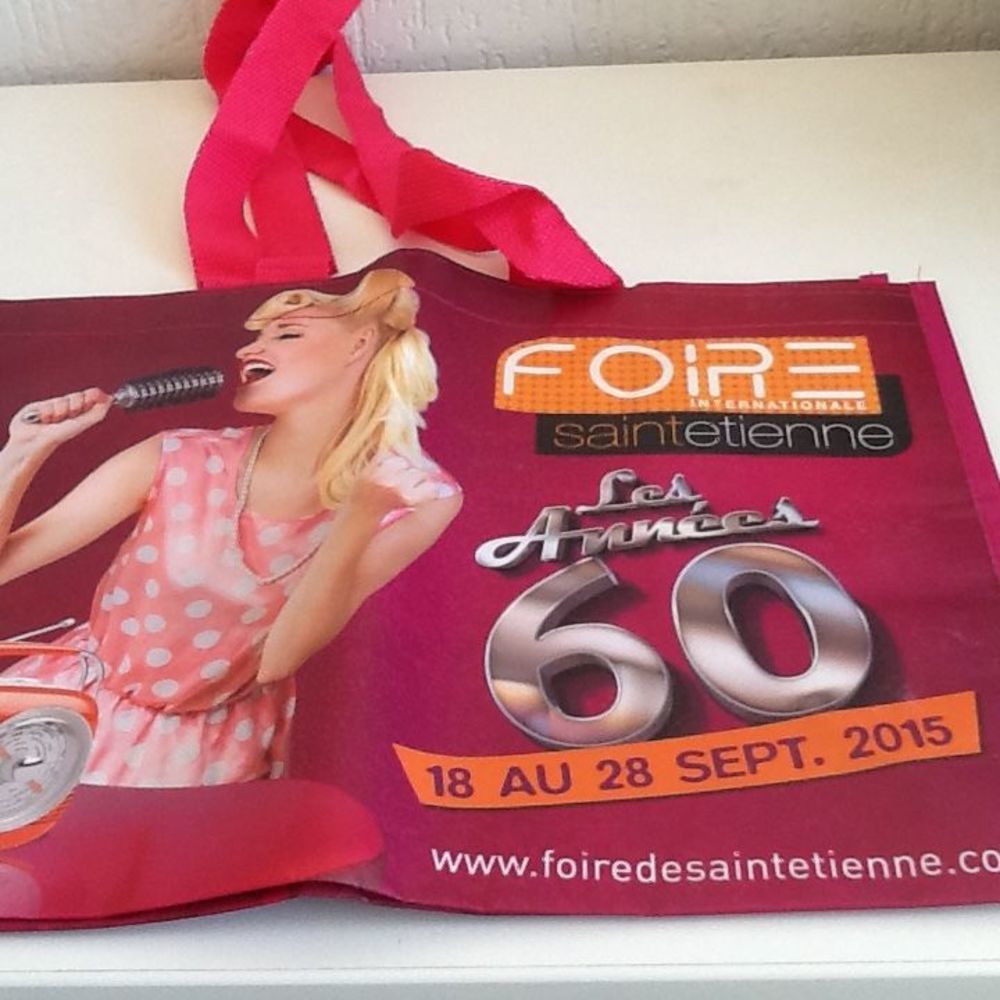 FOIRE
INTERNATIONALE
saintetienne
Les
Années
60
18 AU 28 SEPT. 2015
www.foiredesaintetienne.co